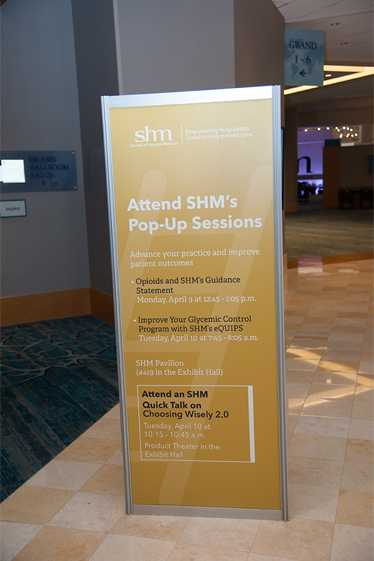 GRAND
1 - 6
shm
Society of Hospital Medicine
Empowering hospitalists.
Transforming patient care.
GRAND BALLROOM
SALON
Attend SHM's
Pop-Up Sessions
Advance your practice and improve
patient outcomes
• Opioids and SHM's Guidance
Statement
Monday, April 9 at 12:45 - 1:05 p.m.
• Improve Your Glycemic Control
Program with SHM's eQUIPS
Tuesday, April 10 at 7:45 - 8:05 a.m.
SHM Pavilion
(#419 in the Exhibit Hall)
Attend an SHM
Quick Talk on
Choosing Wisely 2.0
Tuesday, April 10 at
10:15 - 10:45 a.m.
Product Theater in the
Exhibit Hall